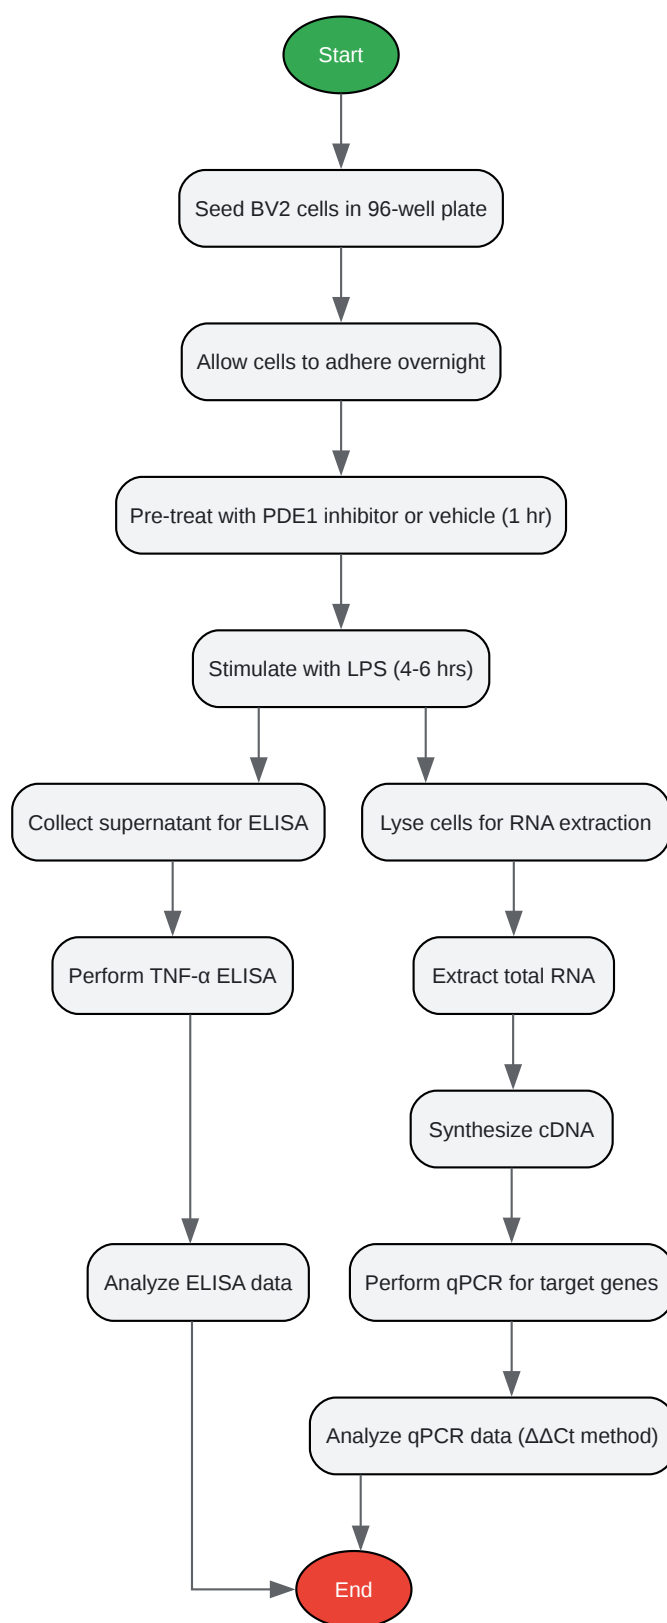 Start
Seed BV2 cells in 96-well plate
Allow cells to adhere overnight
Pre-treat with PDE1 inhibitor or vehicle (1 hr)
Stimulate with LPS (4-6 hrs)
Collect supernatant for ELISA
Lyse cells for RNA extraction
Perform TNF-α ELISA
Extract total RNA
Synthesize cDNA
Analyze ELISA data
Perform qPCR for target genes
Analyze qPCR data (ΔΔCt method)
End